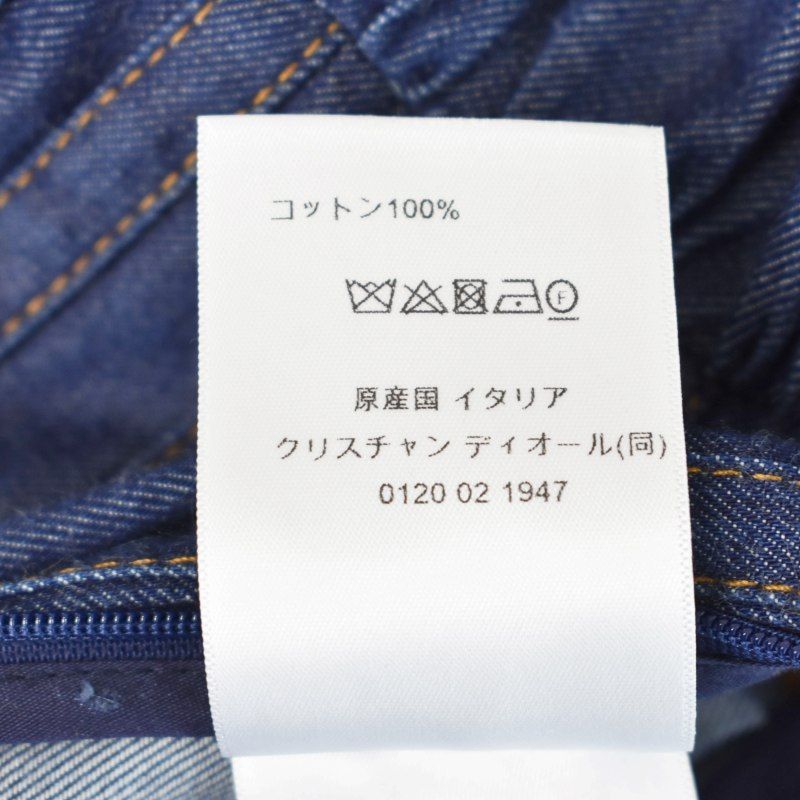 コットン100%
F
原産国 イタリア
クリスチャン ディオール(同)
0120 02 1947